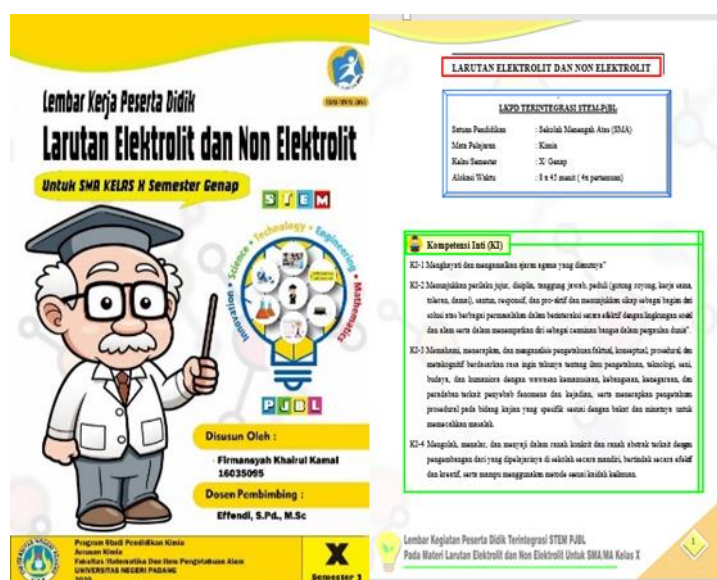 Lembar Kerja Peserta Didik
Larutan Elektrolit dan Non Elektrolit
Untuk SMA KELAS X Semester Genap
STEM
Innovation • Science • Technology • Engineering • Mathematics
PJBL
Disusun Oleh :
Firmansyah Khairul Kamal
16035095
Dosen Pembimbing :
Effendi, S.Pd., M.Sc
Program Studi Pendidikan Kimia
Jurusan Kimia
Fakultas Matematika Dan Ilmu Pengetahuan Alam
UNIVERSITAS NEGERI PADANG
2020
X
Semester 2
LARUTAN ELEKTROLIT DAN NON ELEKTROLIT
LKPD TERINTEGRASI STEM-PjBL
Satuan Pendidikan : Sekolah Menengah Atas (SMA)
Mata Pelajaran : Kimia
Kelas/Semester : X/ Genap
Alokasi Waktu : 8 x 45 menit ( 4x pertemuan)
Kompetensi Inti (KI)
KI-1 Menghayati dan mengamalkan ajaran agama yang dianutnya"
KI-2 Menunjukkan perilaku jujur, disiplin, tanggung jawab, peduli (gotong royong, kerja sama,
toleran, damai), santun, responsif, dan pro-aktif dan menunjukkan sikap sebagai bagian dari
solusi atas berbagai permasalahan dalam berinteraksi secara efektif dengan lingkungan sosial
dan alam serta dalam menempatkan diri sebagai cerminan bangsa dalam pergaulan dunia".
KI-3 Memahami, menerapkan, dan menganalisis pengetahuan faktual, konseptual, prosedural dan
metakognitif berdasarkan rasa ingin tahunya tentang ilmu pengetahuan, teknologi, seni,
budaya, dan humaniora dengan wawasan kemanusiaan, kebangsaan, kenegaraan, dan
peradaban terkait penyebab fenomena dan kejadian, serta menerapkan pengetahuan
prosedural pada bidang kajian yang spesifik sesuai dengan bakat dan minatnya untuk
memecahkan masalah.
KI-4 Mengolah, menalar, dan menyaji dalam ranah konkrit dan ranah abstrak terkait dengan
pengembangan dari yang dipelajarinya di sekolah secara mandiri, bertindak secara efektif
dan kreatif, serta mampu menggunakan metode sesuai kaidah keilmuan.
Lembar Kegiatan Peserta Didik Terintegrasi STEM PJBL
Pada Materi Larutan Elektrolit dan Non Elektrolit Untuk SMA/MA Kelas X
1